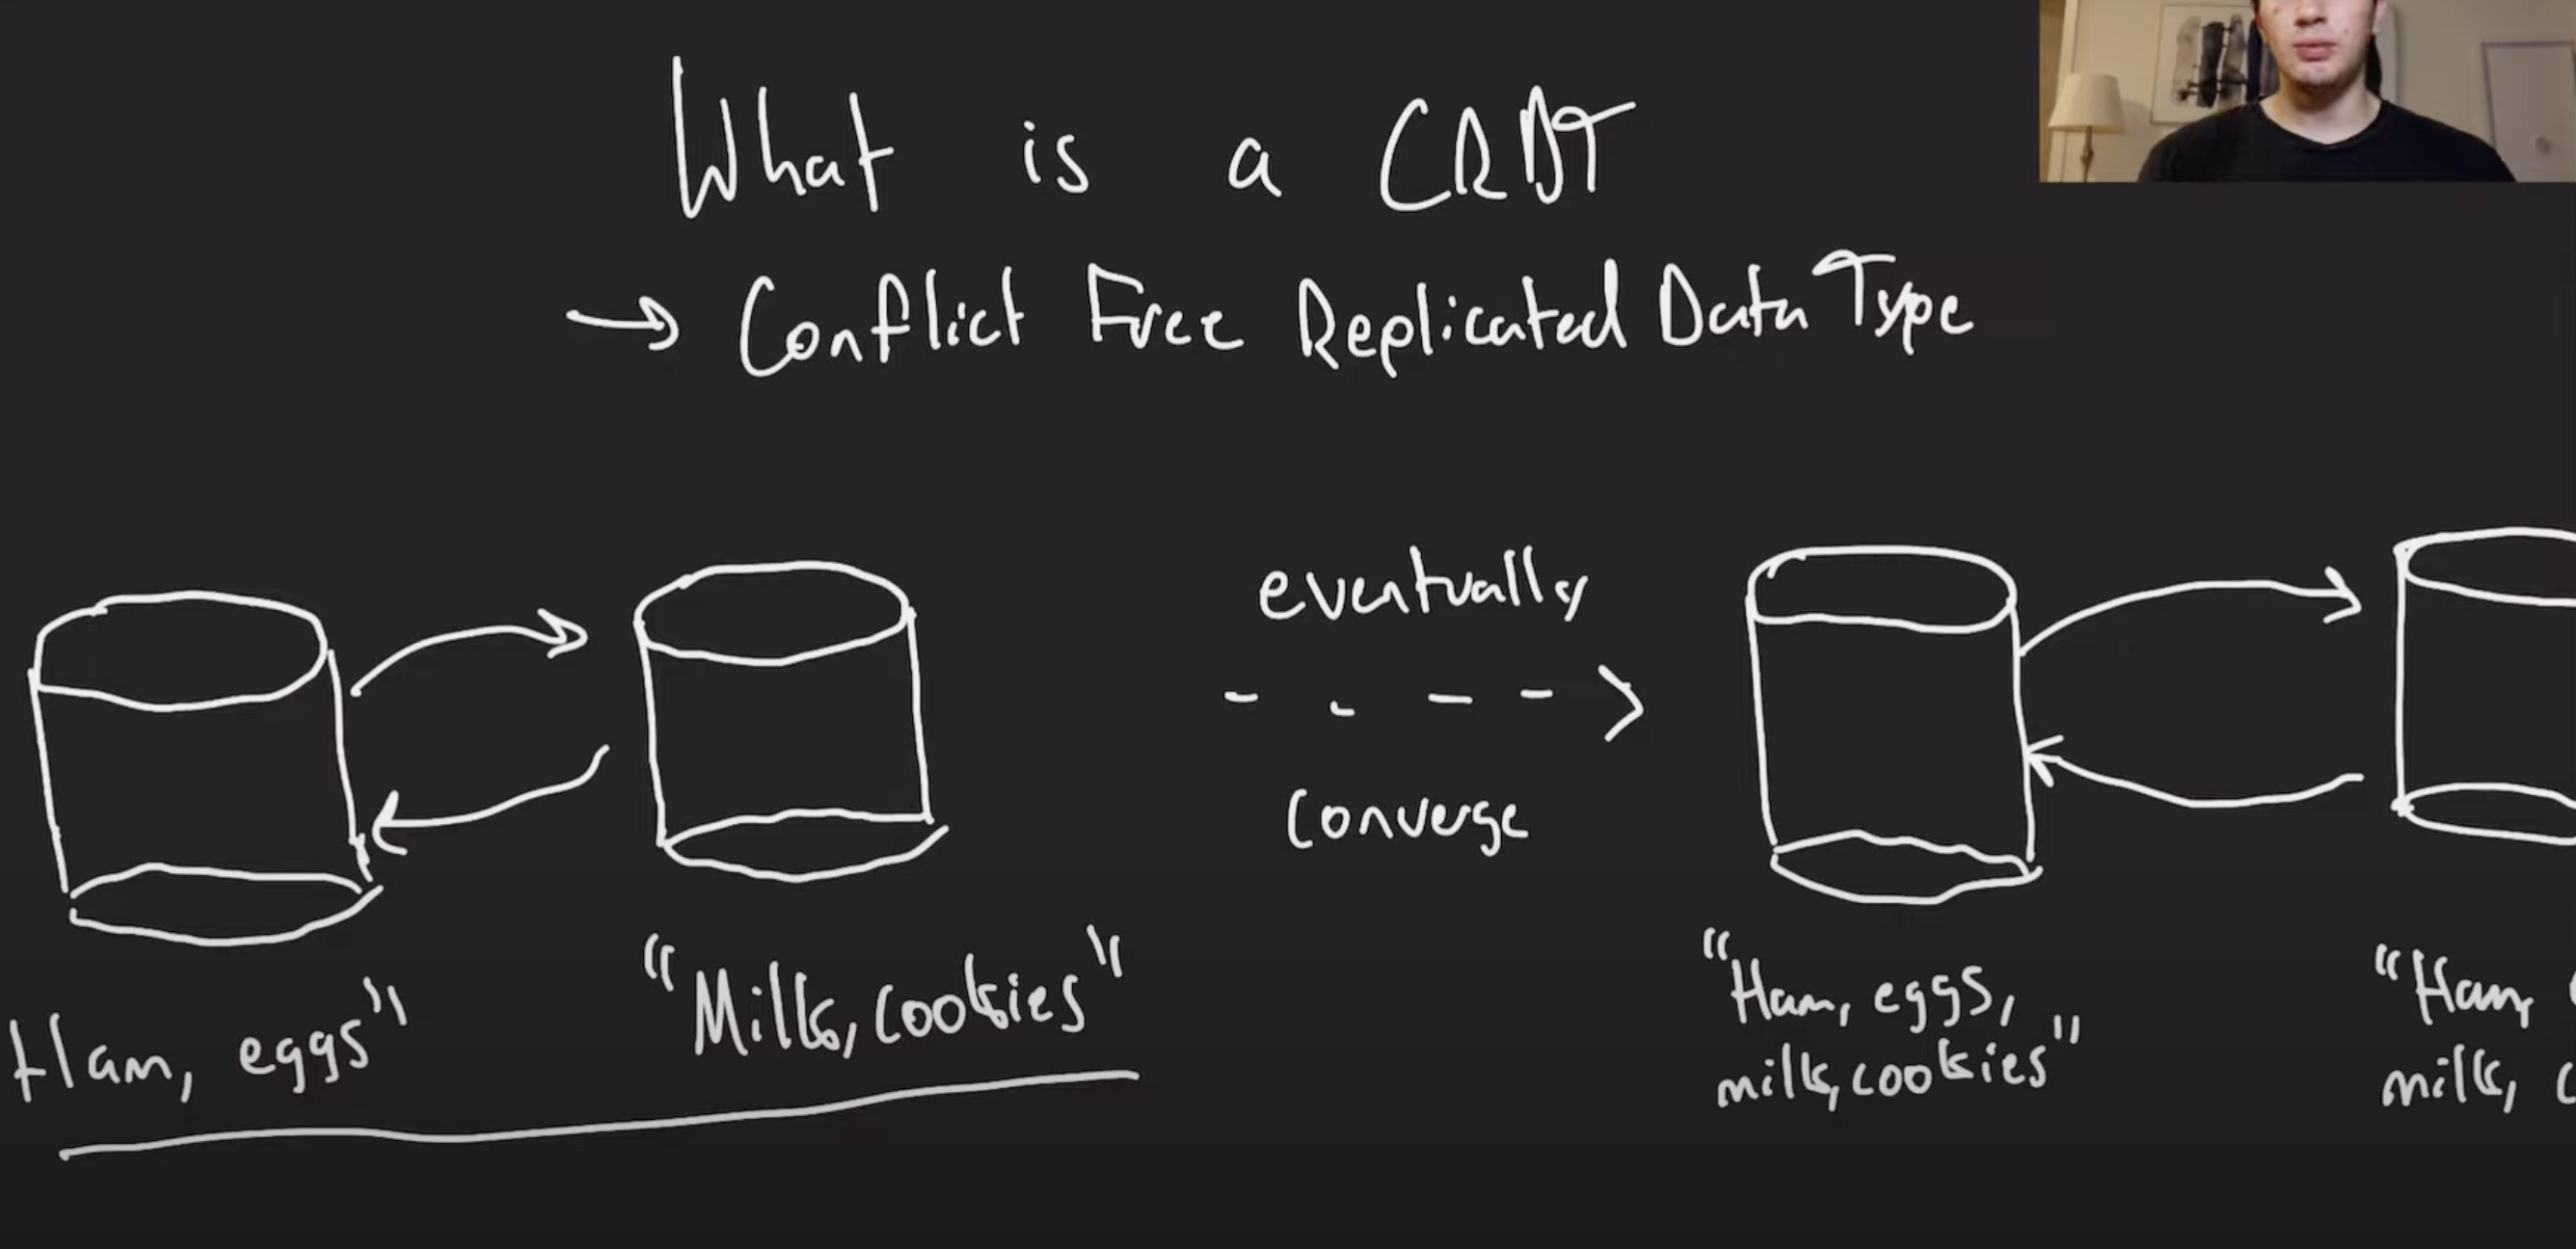 What is a CRDT
→ Conflict Free Replicated Data Type
eventually
converge
Ham, eggs"
"Milk, cookies"
"Ham, eggs,
milk, cookies"
"Ham,
milk,